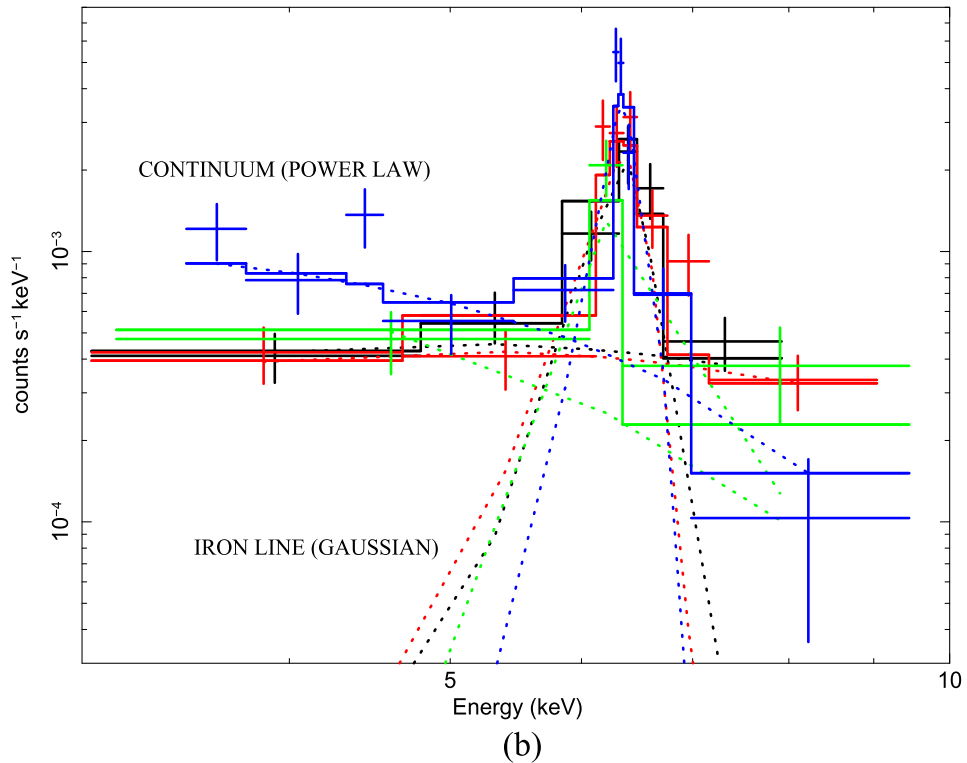 CONTINUUM (POWER LAW)
10⁻³
counts s⁻¹ keV⁻¹
10⁻⁴
IRON LINE (GAUSSIAN)
5
10
Energy (keV)
(b)